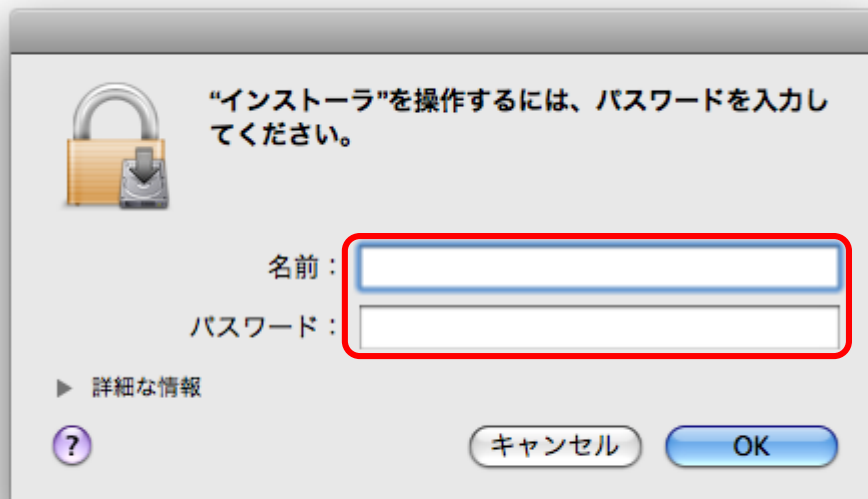 “インストーラ”を操作するには、パスワードを入力し
てください。
名前：
パスワード：
詳細な情報
?
キャンセル
OK